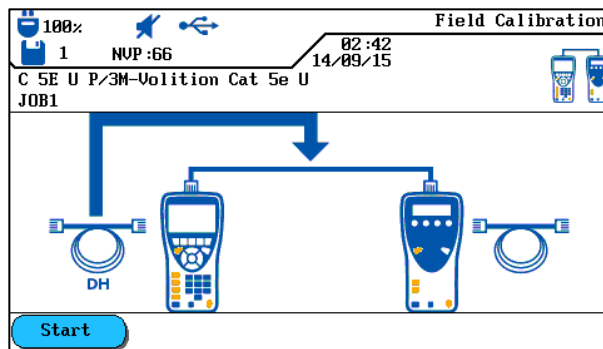 100% Field Calibration
1 NVP:66 02:42
14/09/15
C 5E U P/3M-Volition Cat 5e U
JOB1
DH
Start